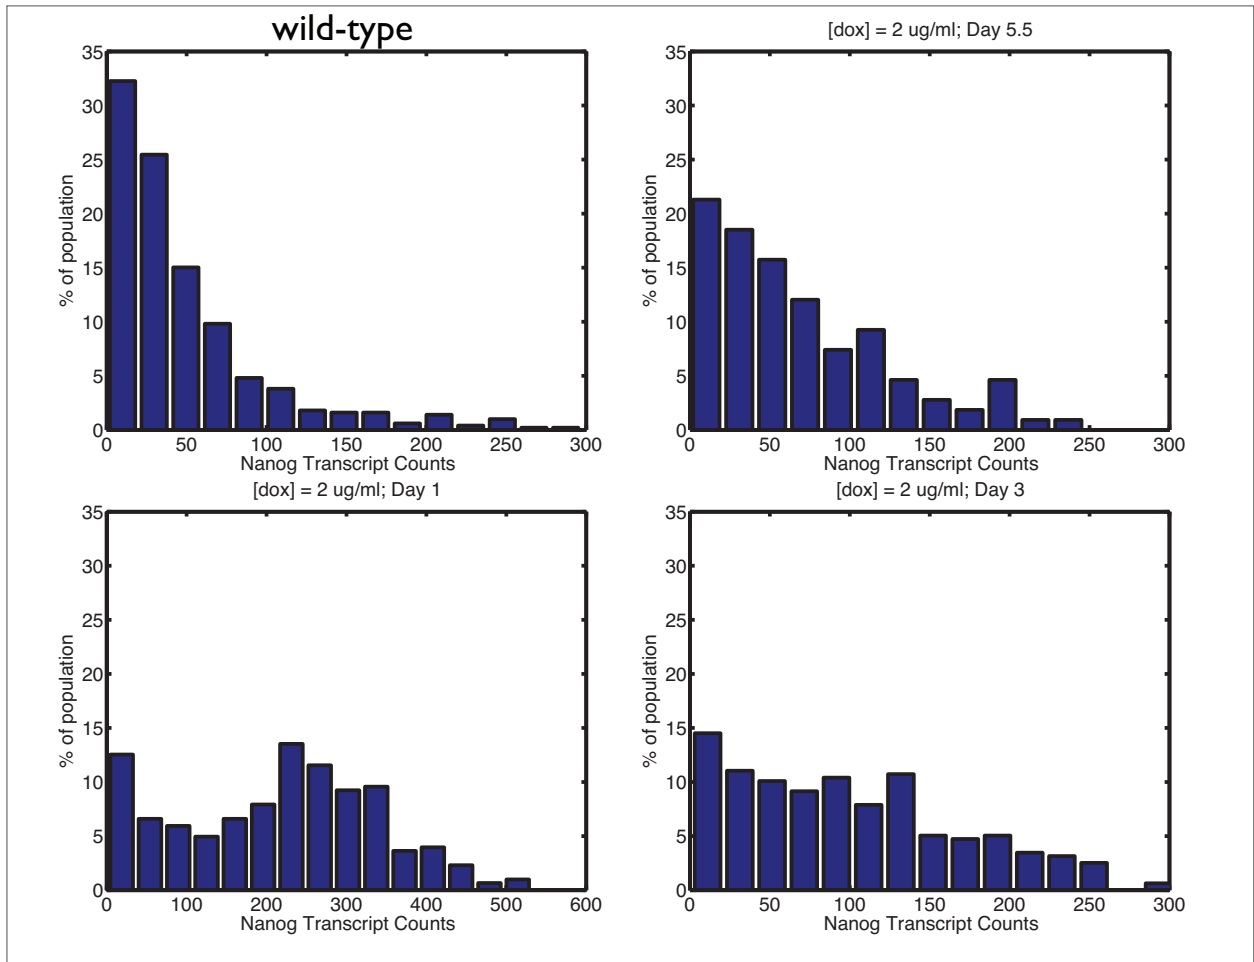 wild-type
35
30
25
20
15
10
5
0
% of population
0 50 100 150 200 250 300
Nanog Transcript Counts
[dox] = 2 ug/ml; Day 5.5
35
30
25
20
15
10
5
0
% of population
0 50 100 150 200 250 300
Nanog Transcript Counts
[dox] = 2 ug/ml; Day 1
35
30
25
20
15
10
5
0
% of population
0 100 200 300 400 500 600
Nanog Transcript Counts
[dox] = 2 ug/ml; Day 3
35
30
25
20
15
10
5
0
% of population
0 50 100 150 200 250 300
Nanog Transcript Counts